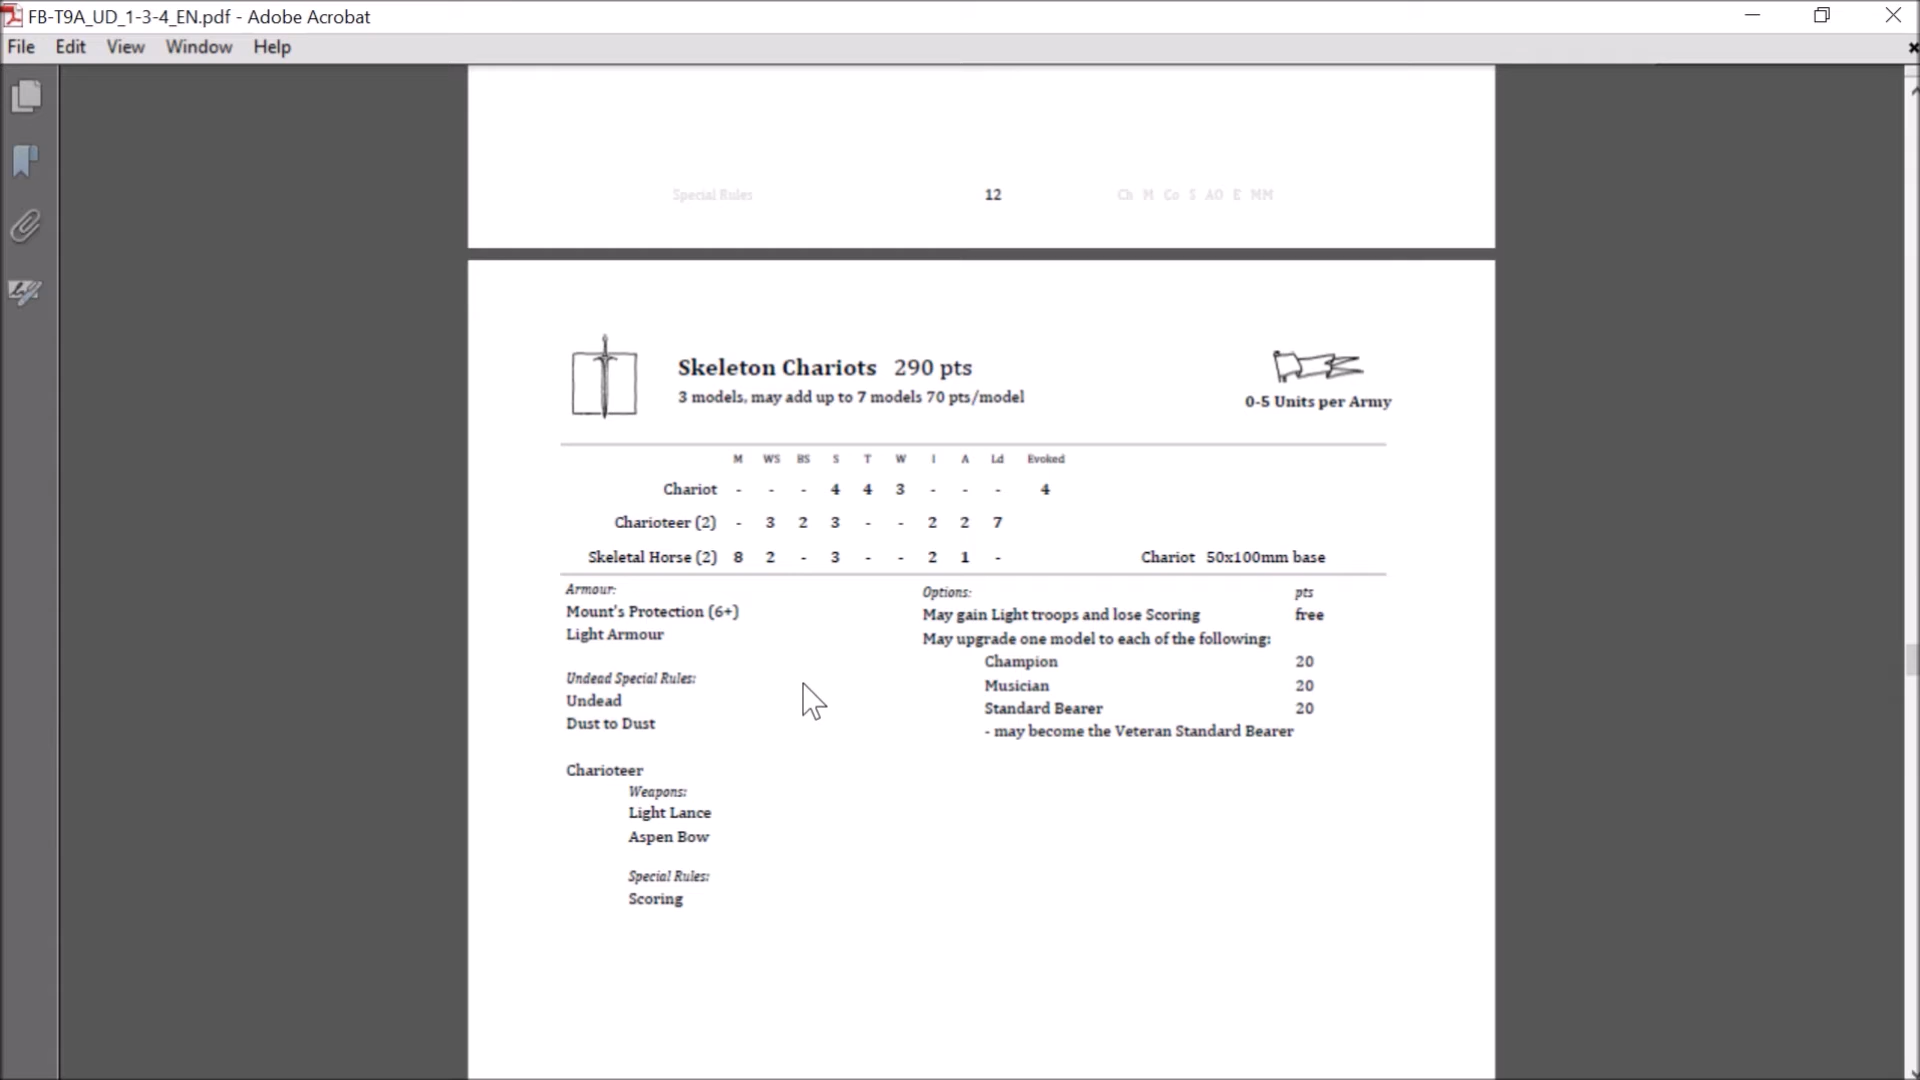 FB-T9A_UD_1-3-4_EN.pdf - Adobe Acrobat
File Edit View Window Help
Special Rules 12 Ch M Co S AO E MM
Skeleton Chariots 290 pts
3 models, may add up to 7 models 70 pts/model
0-5 Units per Army
M WS BS S T W I A Ld Evoked
Chariot - - - 4 4 3 - - - 4
Charioteer (2) - 3 2 3 - - 2 2 7
Skeletal Horse (2) 8 2 - 3 - - 2 1 - Chariot 50x100mm base
Armour:
Mount's Protection (6+)
Light Armour
Undead Special Rules:
Undead
Dust to Dust
Charioteer
Weapons:
Light Lance
Aspen Bow
Special Rules:
Scoring
Options: pts
May gain Light troops and lose Scoring free
May upgrade one model to each of the following:
Champion 20
Musician 20
Standard Bearer 20
- may become the Veteran Standard Bearer